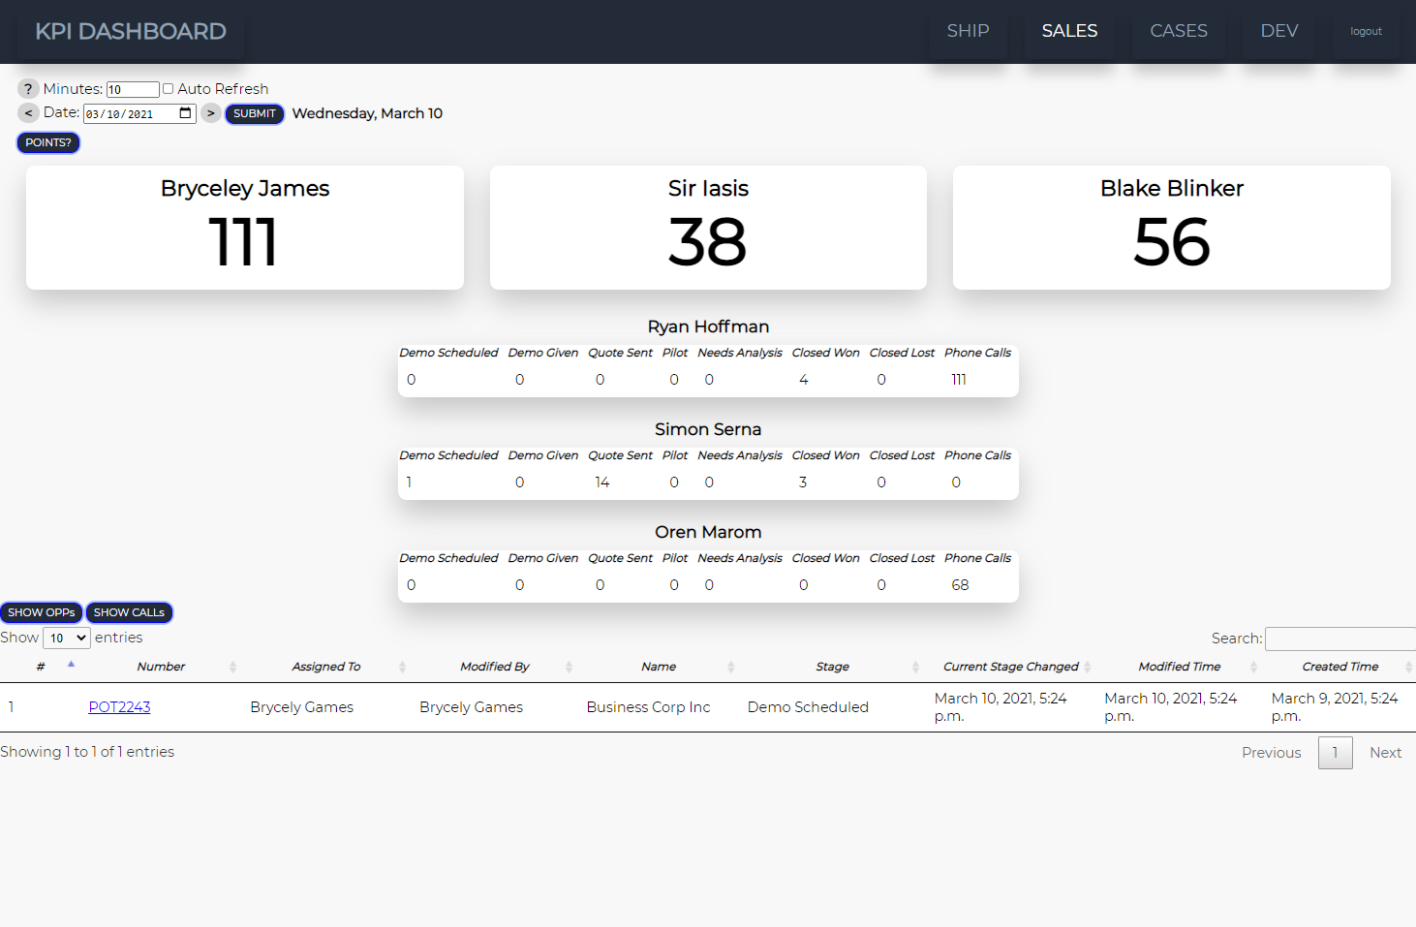 KPI DASHBOARD SHIP SALES CASES DEV logout
? Minutes: 10 Auto Refresh
< Date: 03/10/2021 > SUBMIT Wednesday, March 10
POINTS?
Bryceley James Sir Iasis Blake Blinker
111 38 56
Ryan Hoffman
Demo Scheduled Demo Given Quote Sent Pilot Needs Analysis Closed Won Closed Lost Phone Calls
0 0 0 0 0 4 0 111
Simon Serna
Demo Scheduled Demo Given Quote Sent Pilot Needs Analysis Closed Won Closed Lost Phone Calls
1 0 14 0 0 3 0 0
Oren Marom
Demo Scheduled Demo Given Quote Sent Pilot Needs Analysis Closed Won Closed Lost Phone Calls
0 0 0 0 0 0 0 68
SHOW OPPs SHOW CALLs
Show 10 entries Search:
# Number Assigned To Modified By Name Stage Current Stage Changed Modified Time Created Time
1 POT2243 Brycely Games Brycely Games Business Corp Inc Demo Scheduled March 10, 2021, 5:24 p.m. March 10, 2021, 5:24 p.m. March 9, 2021, 5:24 p.m.
Showing 1 to 1 of 1 entries Previous 1 Next